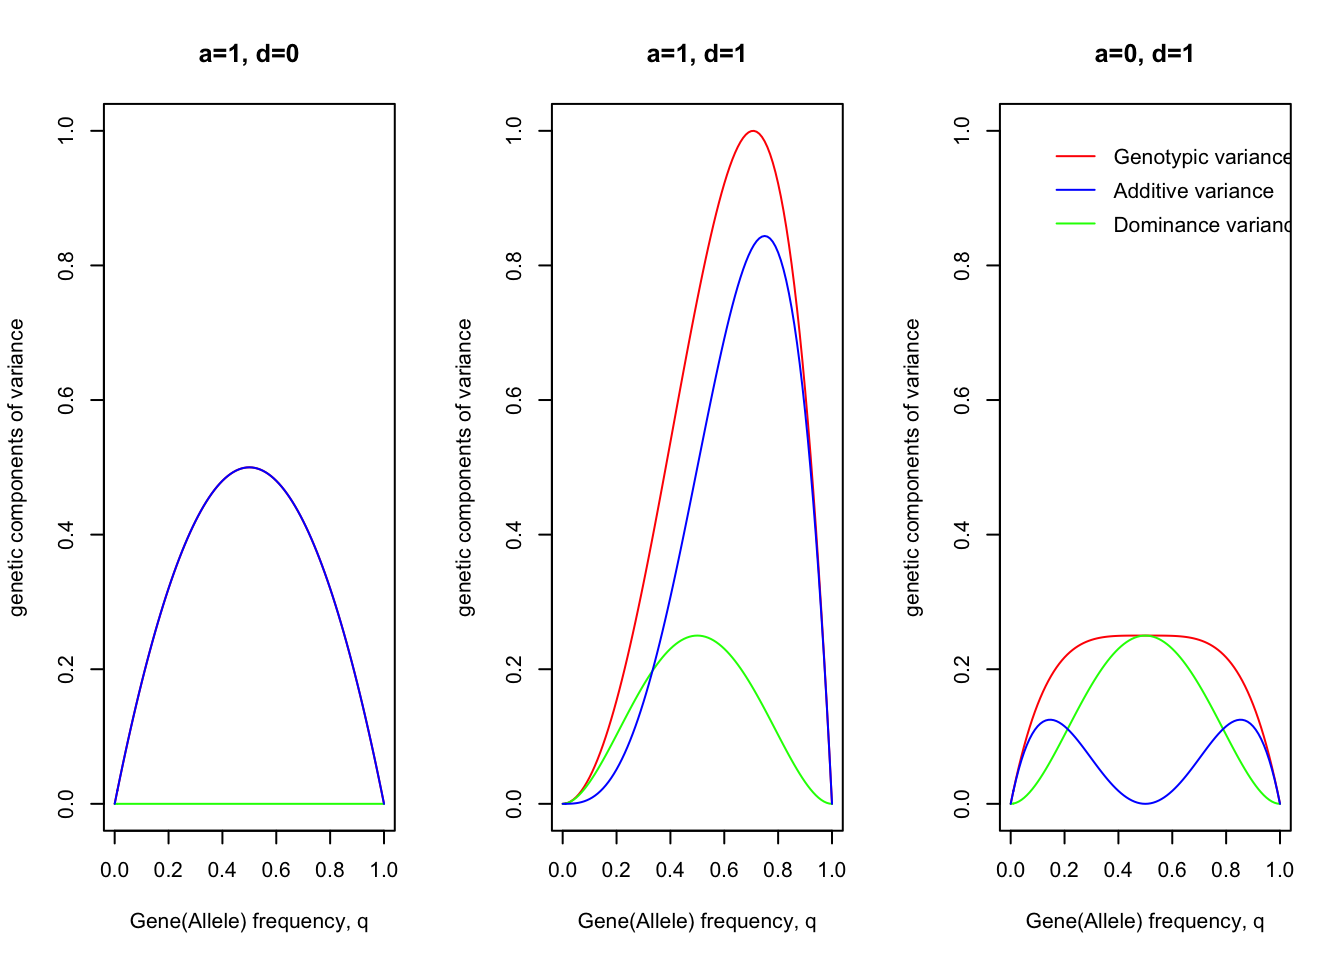 a=1, d=0
genetic components of variance
1.0
0.8
0.6
0.4
0.2
0.0
0.0 0.2 0.4 0.6 0.8 1.0
Gene(Allele) frequency, q
a=1, d=1
genetic components of variance
1.0
0.8
0.6
0.4
0.2
0.0
0.0 0.2 0.4 0.6 0.8 1.0
Gene(Allele) frequency, q
a=0, d=1
Genotypic variance
Additive variance
Dominance varianc
genetic components of variance
1.0
0.8
0.6
0.4
0.2
0.0
0.0 0.2 0.4 0.6 0.8 1.0
Gene(Allele) frequency, q